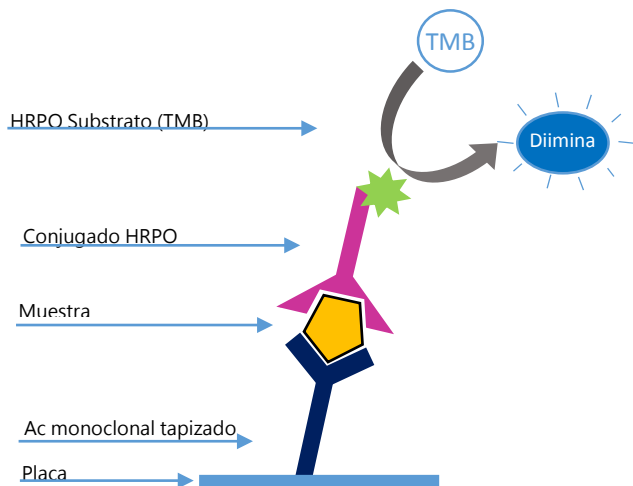 TMB
HRPO Substrato (TMB)
Diimina
Conjugado HRPO
Muestra
Ac monoclonal tapizado
Placa